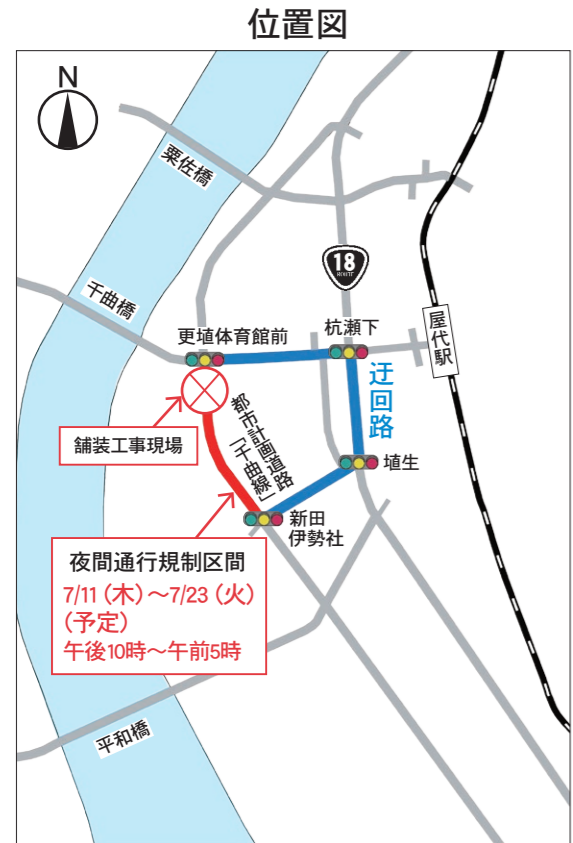 位置図
N
粟佐橋
18
ROUTE
千曲橋
更埴体育館前
杭瀬下
屋代駅
迂回路
都市計画道路
「千曲線」
舗装工事現場
埴生
新田
伊勢社
夜間通行規制区間
7/11（木）～7/23（火）
（予定）
午後10時～午前5時
平和橋